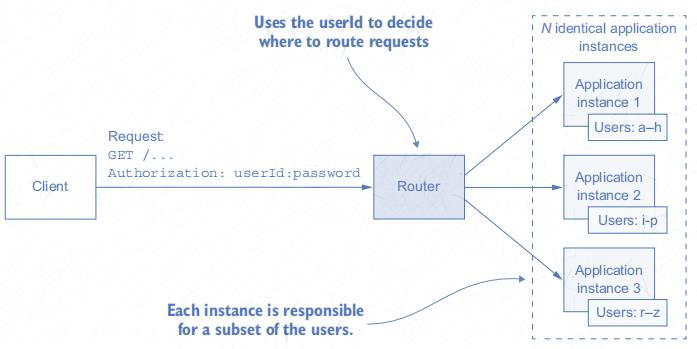 Uses the userId to decide
where to route requests
N identical application
instances
Request:
GET /...
Authorization: userId:password
Client
Router
Application
instance 1
Users: a–h
Application
instance 2
Users: i-p
Application
instance 3
Users: r–z
Each instance is responsible
for a subset of the users.